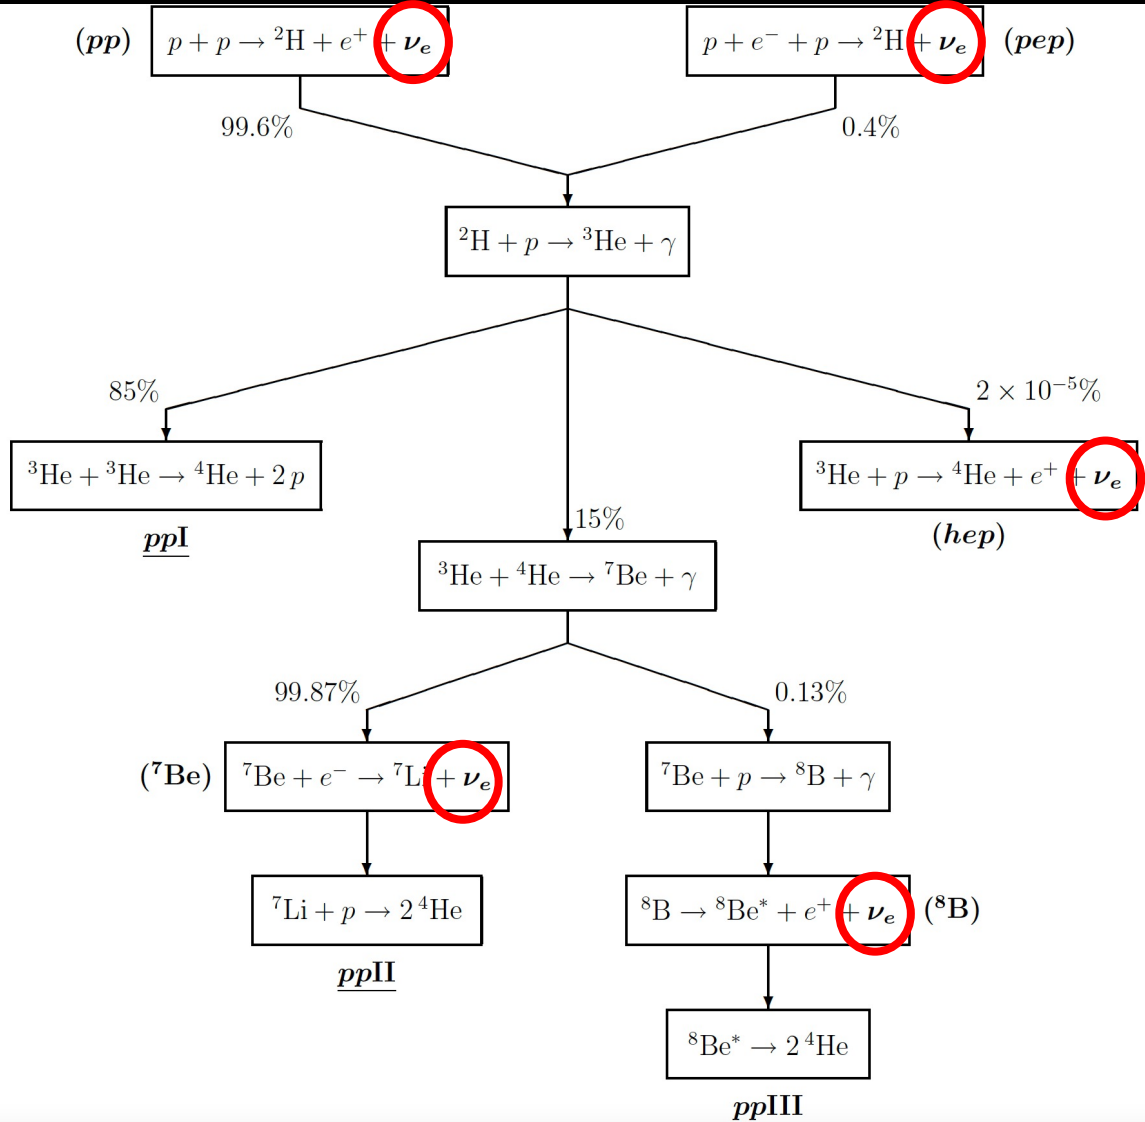 (pp) p + p → ²H + e⁺ + νₑ
p + e⁻ + p → ²H + νₑ (pep)
99.6%
0.4%
²H + p → ³He + γ
85%
2 × 10⁻⁵%
³He + ³He → ⁴He + 2 p
³He + p → ⁴He + e⁺ + νₑ
ppI
(hep)
15%
³He + ⁴He → ⁷Be + γ
99.87%
0.13%
(⁷Be) ⁷Be + e⁻ → ⁷Li + νₑ
⁷Be + p → ⁸B + γ
⁷Li + p → 2 ⁴He
⁸B → ⁸Be* + e⁺ + νₑ (⁸B)
ppII
⁸Be* → 2 ⁴He
ppIII